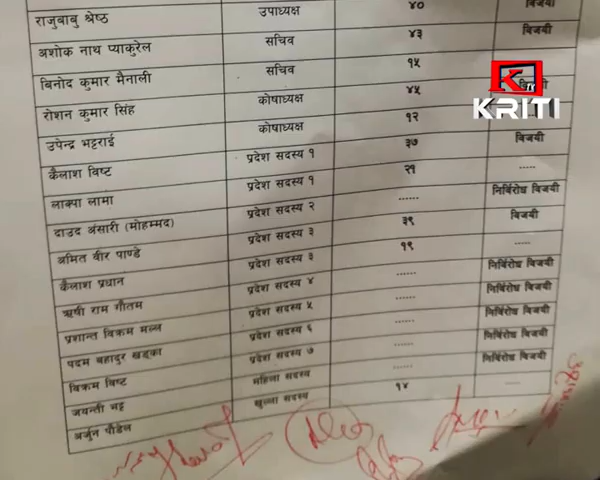 राजुबाबु श्रेष्ठ उपाध्यक्ष ४० विजयी
अशोक नाथ प्याकुरेल सचिव ४३ विजयी
बिनोद कुमार मैनाली सचिव १५
रोशन कुमार सिंह कोषाध्यक्ष ४५
उपेन्द्र भट्टराई कोषाध्यक्ष १२
कैलाश विष्ट प्रदेश सदस्य १ ३७ विजयी
लाक्पा लामा प्रदेश सदस्य १ २१ -----
दाउद अंसारी (मोहम्मद) प्रदेश सदस्य २ ...... निर्विरोध विजयी
अमित वीर पाण्डे प्रदेश सदस्य ३ ३९ विजयी
कैलाश प्रधान प्रदेश सदस्य ३ १९ -----
ऋषी राम गौतम प्रदेश सदस्य ४ ...... निर्विरोध विजयी
प्रशान्त विक्रम मल्ल प्रदेश सदस्य ५ ...... निर्विरोध विजयी
पदम बहादुर खड्का प्रदेश सदस्य ६ ...... निर्विरोध विजयी
विक्रम विष्ट प्रदेश सदस्य ७ ...... निर्विरोध विजयी
जयन्ती भट्ट महिला सदस्य ...... निर्विरोध विजयी
अर्जुन पौडेल खुल्ला सदस्य १४ -----
KRITI